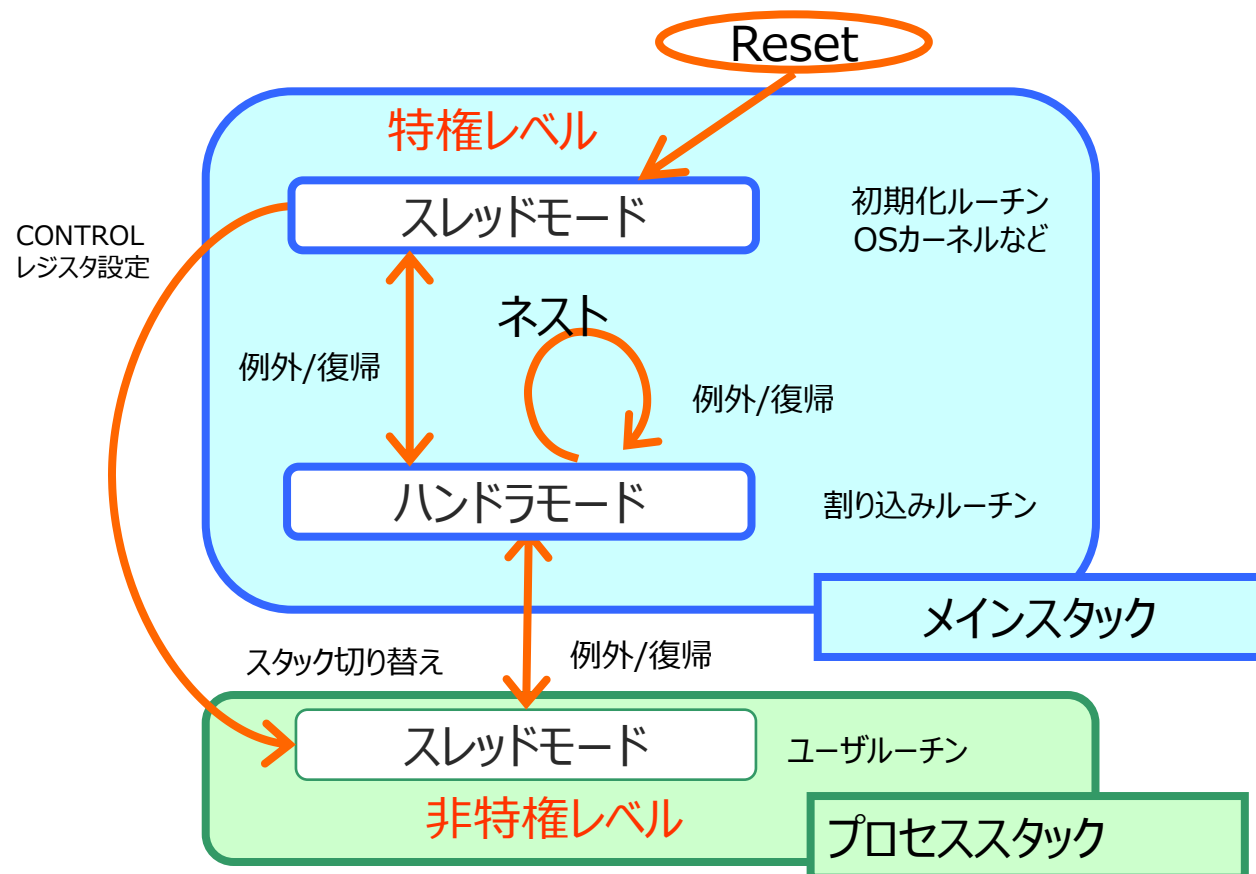 Reset
特権レベル
スレッドモード
初期化ルーチン
OSカーネルなど
CONTROL
レジスタ設定
ネスト
例外/復帰
例外/復帰
ハンドラモード
割り込みルーチン
メインスタック
スタック切り替え
例外/復帰
スレッドモード
ユーザルーチン
非特権レベル
プロセススタック